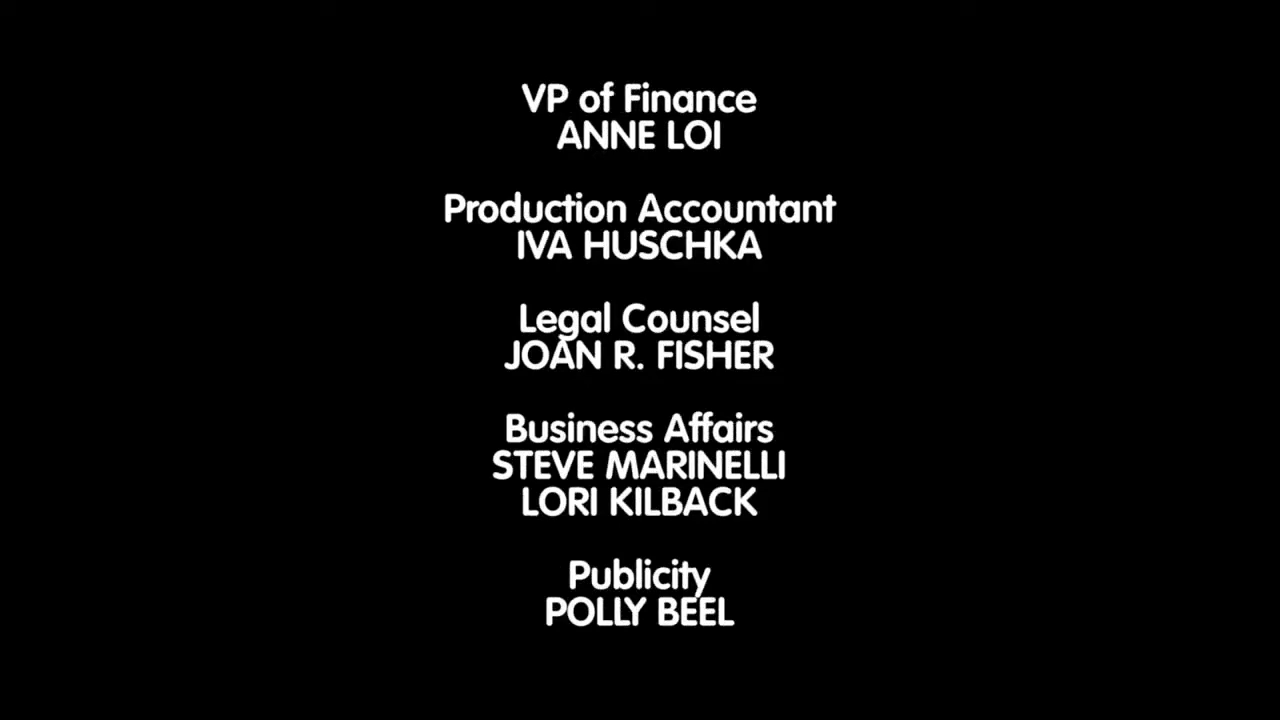 VP of Finance
ANNE LOI
Production Accountant
IVA HUSCHKA
Legal Counsel
JOAN R. FISHER
Business Affairs
STEVE MARINELLI
LORI KILBACK
Publicity
POLLY BEEL